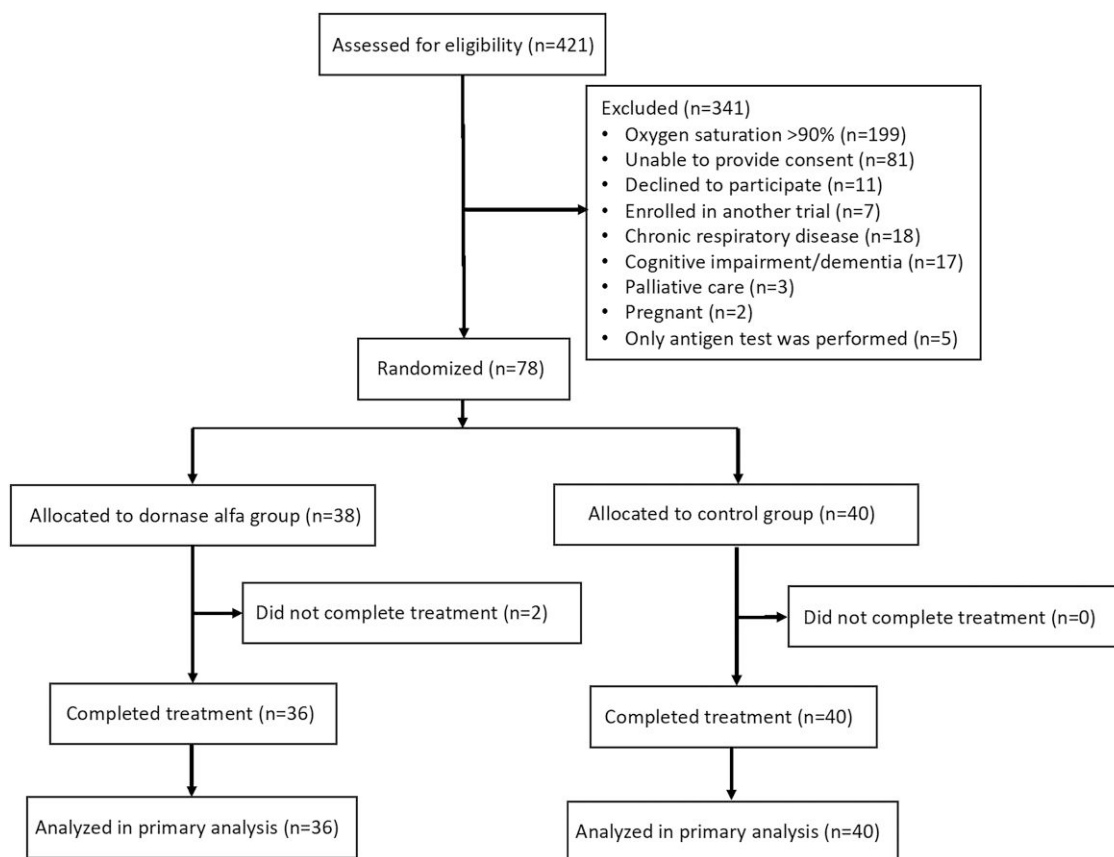 Assessed for eligibility (n=421)
Excluded (n=341)
• Oxygen saturation >90% (n=199)
• Unable to provide consent (n=81)
• Declined to participate (n=11)
• Enrolled in another trial (n=7)
• Chronic respiratory disease (n=18)
• Cognitive impairment/dementia (n=17)
• Palliative care (n=3)
• Pregnant (n=2)
• Only antigen test was performed (n=5)
Randomized (n=78)
Allocated to dornase alfa group (n=38)
Allocated to control group (n=40)
Did not complete treatment (n=2)
Did not complete treatment (n=0)
Completed treatment (n=36)
Completed treatment (n=40)
Analyzed in primary analysis (n=36)
Analyzed in primary analysis (n=40)